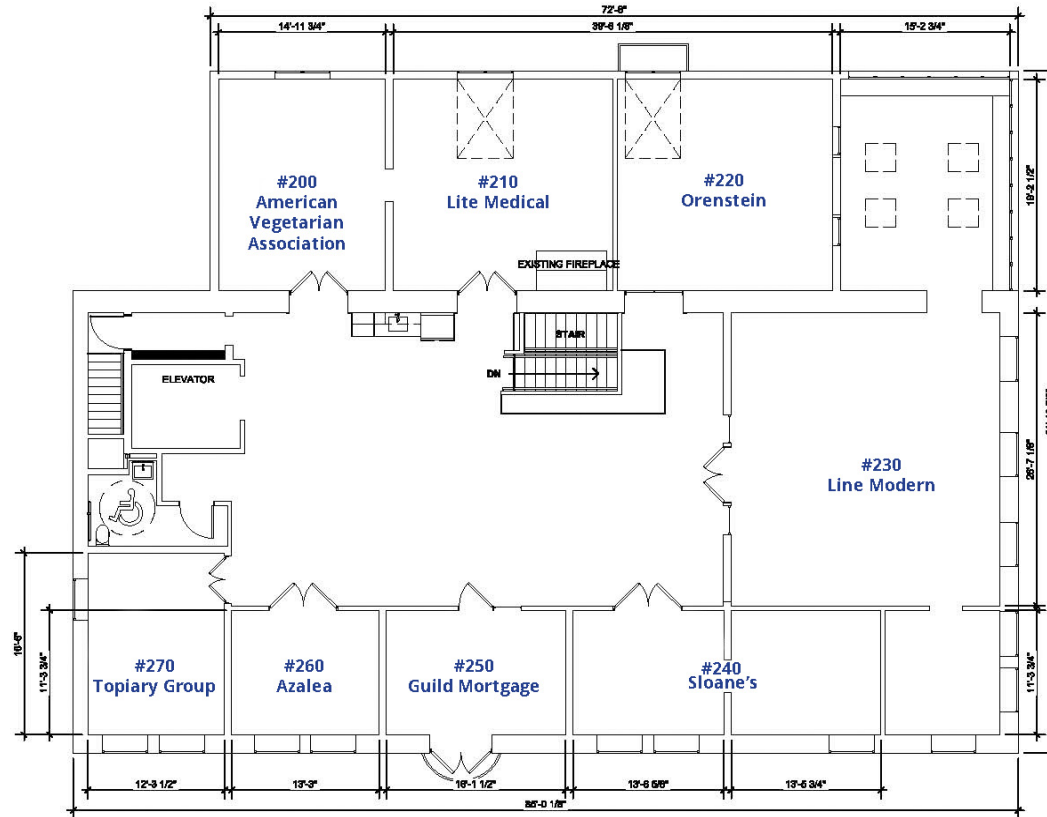 72'-8"
14'-11 3/4"
39'-6 1/8"
15'-2 3/4"
#200
American
Vegetarian
Association
#210
Lite Medical
#220
Orenstein
19'-2 1/2"
EXISTING FIREPLACE
STAIR
DN
ELEVATOR
#230
Line Modern
26'-7 1/8"
16'-6"
11'-3 3/4"
#270
Topiary Group
#260
Azalea
#250
Guild Mortgage
#240
Sloane's
11'-3 3/4"
12'-3 1/2"
13'-3"
16'-1 1/2"
13'-6 5/8"
13'-6 3/4"
85'-0 1/8"